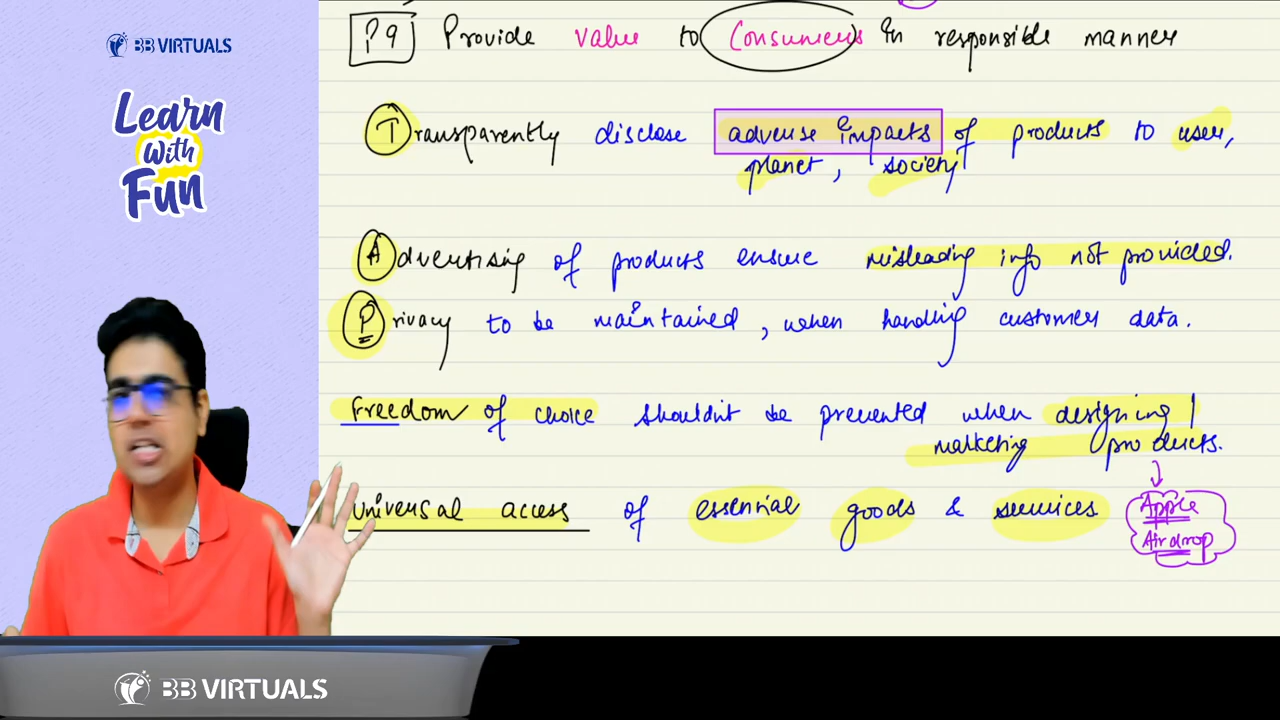 BB VIRTUALS
Learn
With
Fun
P9 Provide value to Consumers in responsible manner
Transparently disclose adverse impacts of products to user,
planet, society
Advertising of products ensure misleading info not provided.
Privacy to be maintained, when handling customer data.
Freedom of choice shouldn't be prevented when designing /
marketing products.
Universal access of essential goods & services
Apple
Airdrop
BB VIRTUALS